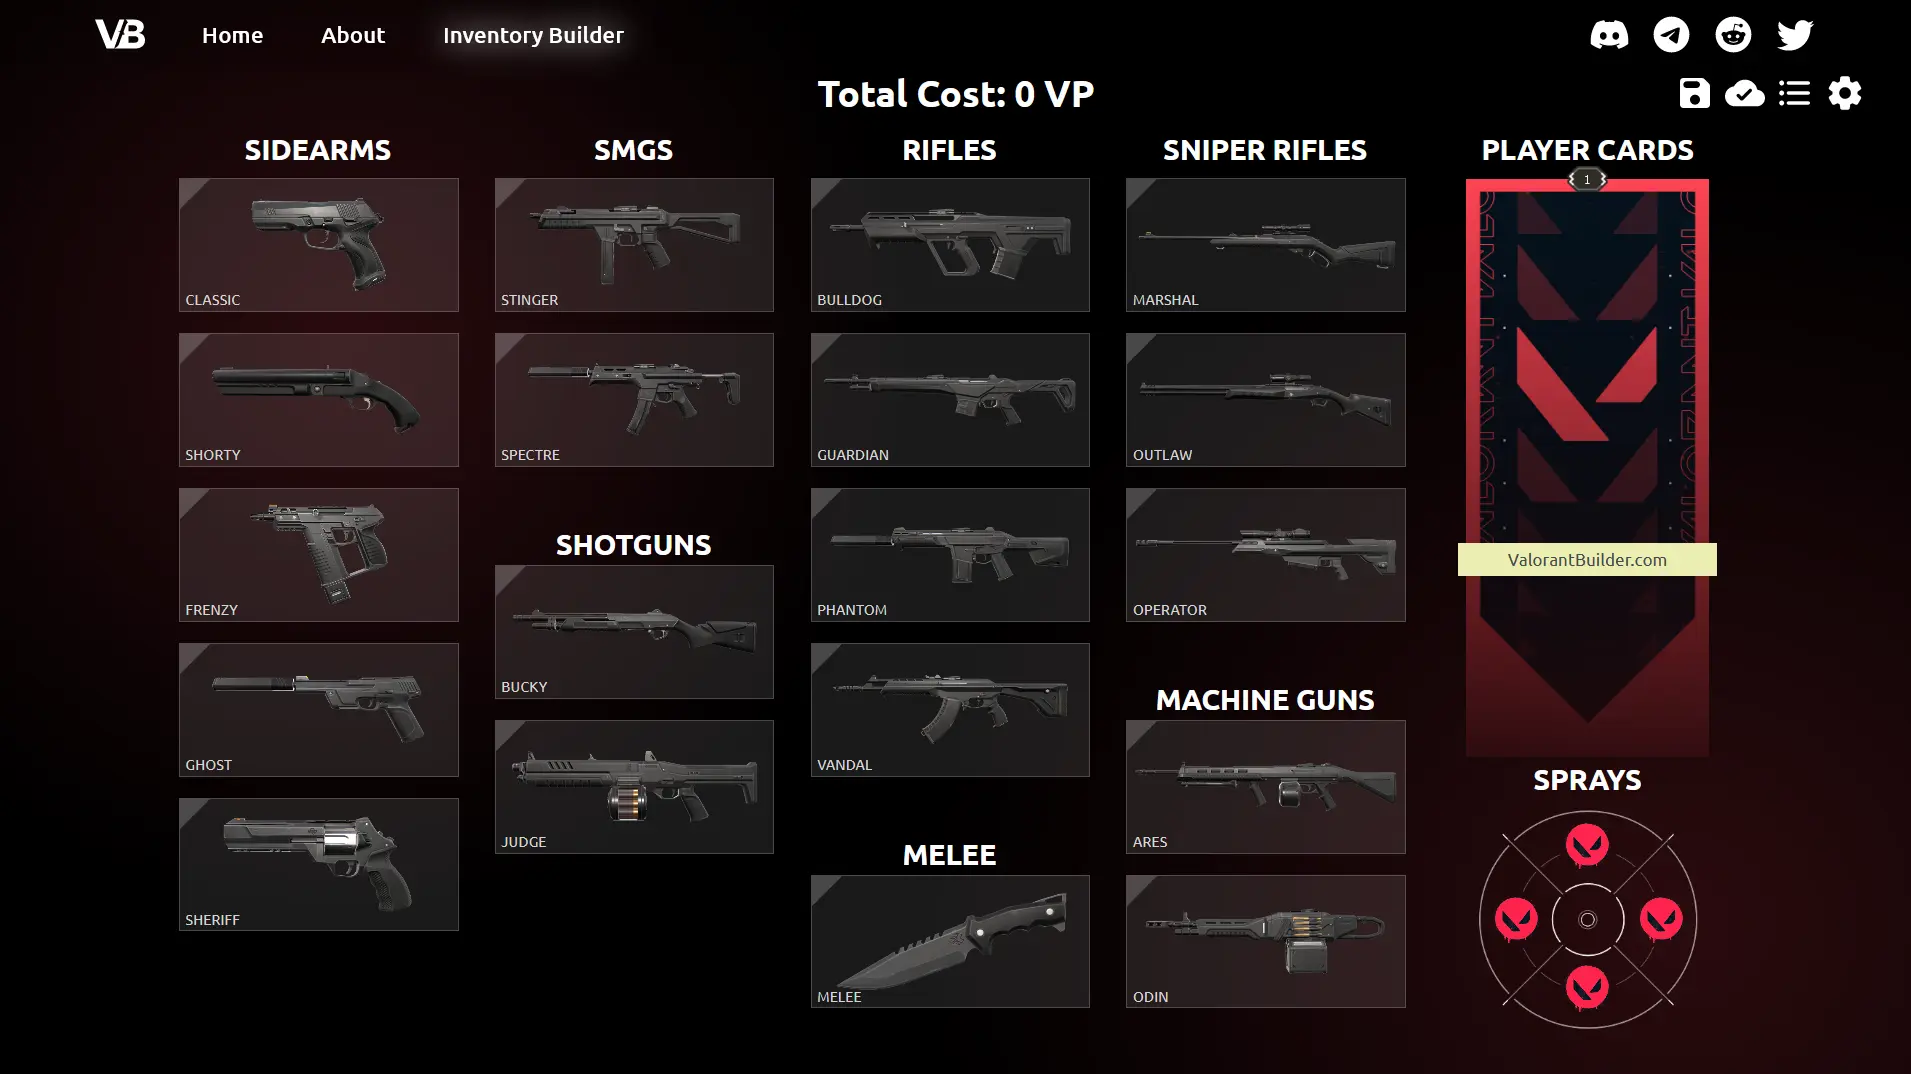 VB
Home
About
Inventory Builder
Total Cost: 0 VP
SIDEARMS
CLASSIC
SHORTY
FRENZY
GHOST
SHERIFF
SMGS
STINGER
SPECTRE
SHOTGUNS
BUCKY
JUDGE
RIFLES
BULLDOG
GUARDIAN
PHANTOM
VANDAL
MELEE
MELEE
SNIPER RIFLES
MARSHAL
OUTLAW
OPERATOR
MACHINE GUNS
ARES
ODIN
PLAYER CARDS
1
ValorantBuilder.com
SPRAYS